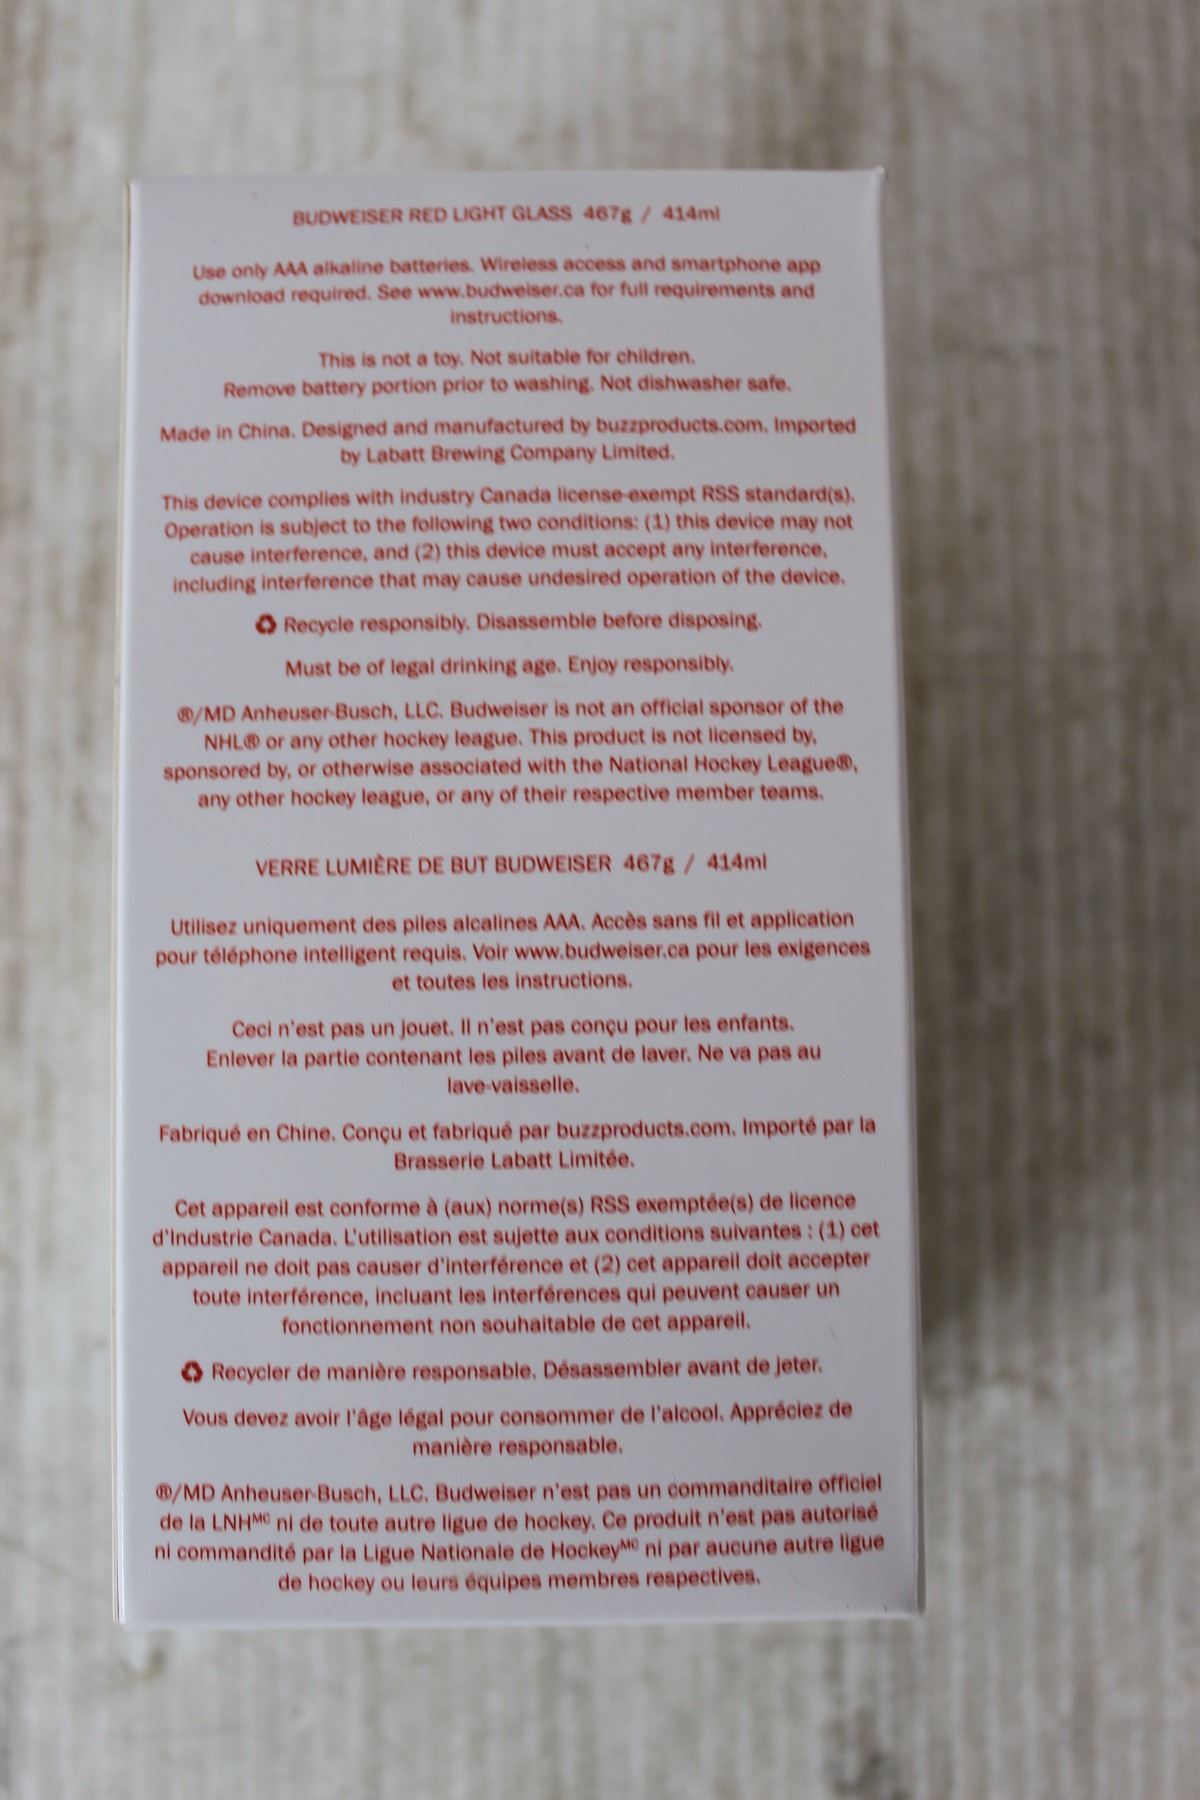 BUDWEISER RED LIGHT GLASS 467g / 414ml
Use only AAA alkaline batteries. Wireless access and smartphone app
download required. See www.budweiser.ca for full requirements and
instructions.
This is not a toy. Not suitable for children.
Remove battery portion prior to washing. Not dishwasher safe.
Made in China. Designed and manufactured by buzzproducts.com. Imported
by Labatt Brewing Company Limited.
This device complies with Industry Canada license-exempt RSS standard(s).
Operation is subject to the following two conditions: (1) this device may not
cause interference, and (2) this device must accept any interference,
including interference that may cause undesired operation of the device.
♻ Recycle responsibly. Disassemble before disposing.
Must be of legal drinking age. Enjoy responsibly.
®/MD Anheuser-Busch, LLC. Budweiser is not an official sponsor of the
NHL® or any other hockey league. This product is not licensed by,
sponsored by, or otherwise associated with the National Hockey League®,
any other hockey league, or any of their respective member teams.
VERRE LUMIÈRE DE BUT BUDWEISER 467g / 414ml
Utilisez uniquement des piles alcalines AAA. Accès sans fil et application
pour téléphone intelligent requis. Voir www.budweiser.ca pour les exigences
et toutes les instructions.
Ceci n'est pas un jouet. Il n'est pas conçu pour les enfants.
Enlever la partie contenant les piles avant de laver. Ne va pas au
lave-vaisselle.
Fabriqué en Chine. Conçu et fabriqué par buzzproducts.com. Importé par la
Brasserie Labatt Limitée.
Cet appareil est conforme à (aux) norme(s) RSS exemptée(s) de licence
d'Industrie Canada. L'utilisation est sujette aux conditions suivantes : (1) cet
appareil ne doit pas causer d'interférence et (2) cet appareil doit accepter
toute interférence, incluant les interférences qui peuvent causer un
fonctionnement non souhaitable de cet appareil.
♻ Recycler de manière responsable. Désassembler avant de jeter.
Vous devez avoir l'âge légal pour consommer de l'alcool. Appréciez de
manière responsable.
®/MD Anheuser-Busch, LLC. Budweiser n'est pas un commanditaire officiel
de la LNHᴹᶜ ni de toute autre ligue de hockey. Ce produit n'est pas autorisé
ni commandité par la Ligue Nationale de Hockeyᴹᶜ ni par aucune autre ligue
de hockey ou leurs équipes membres respectives.